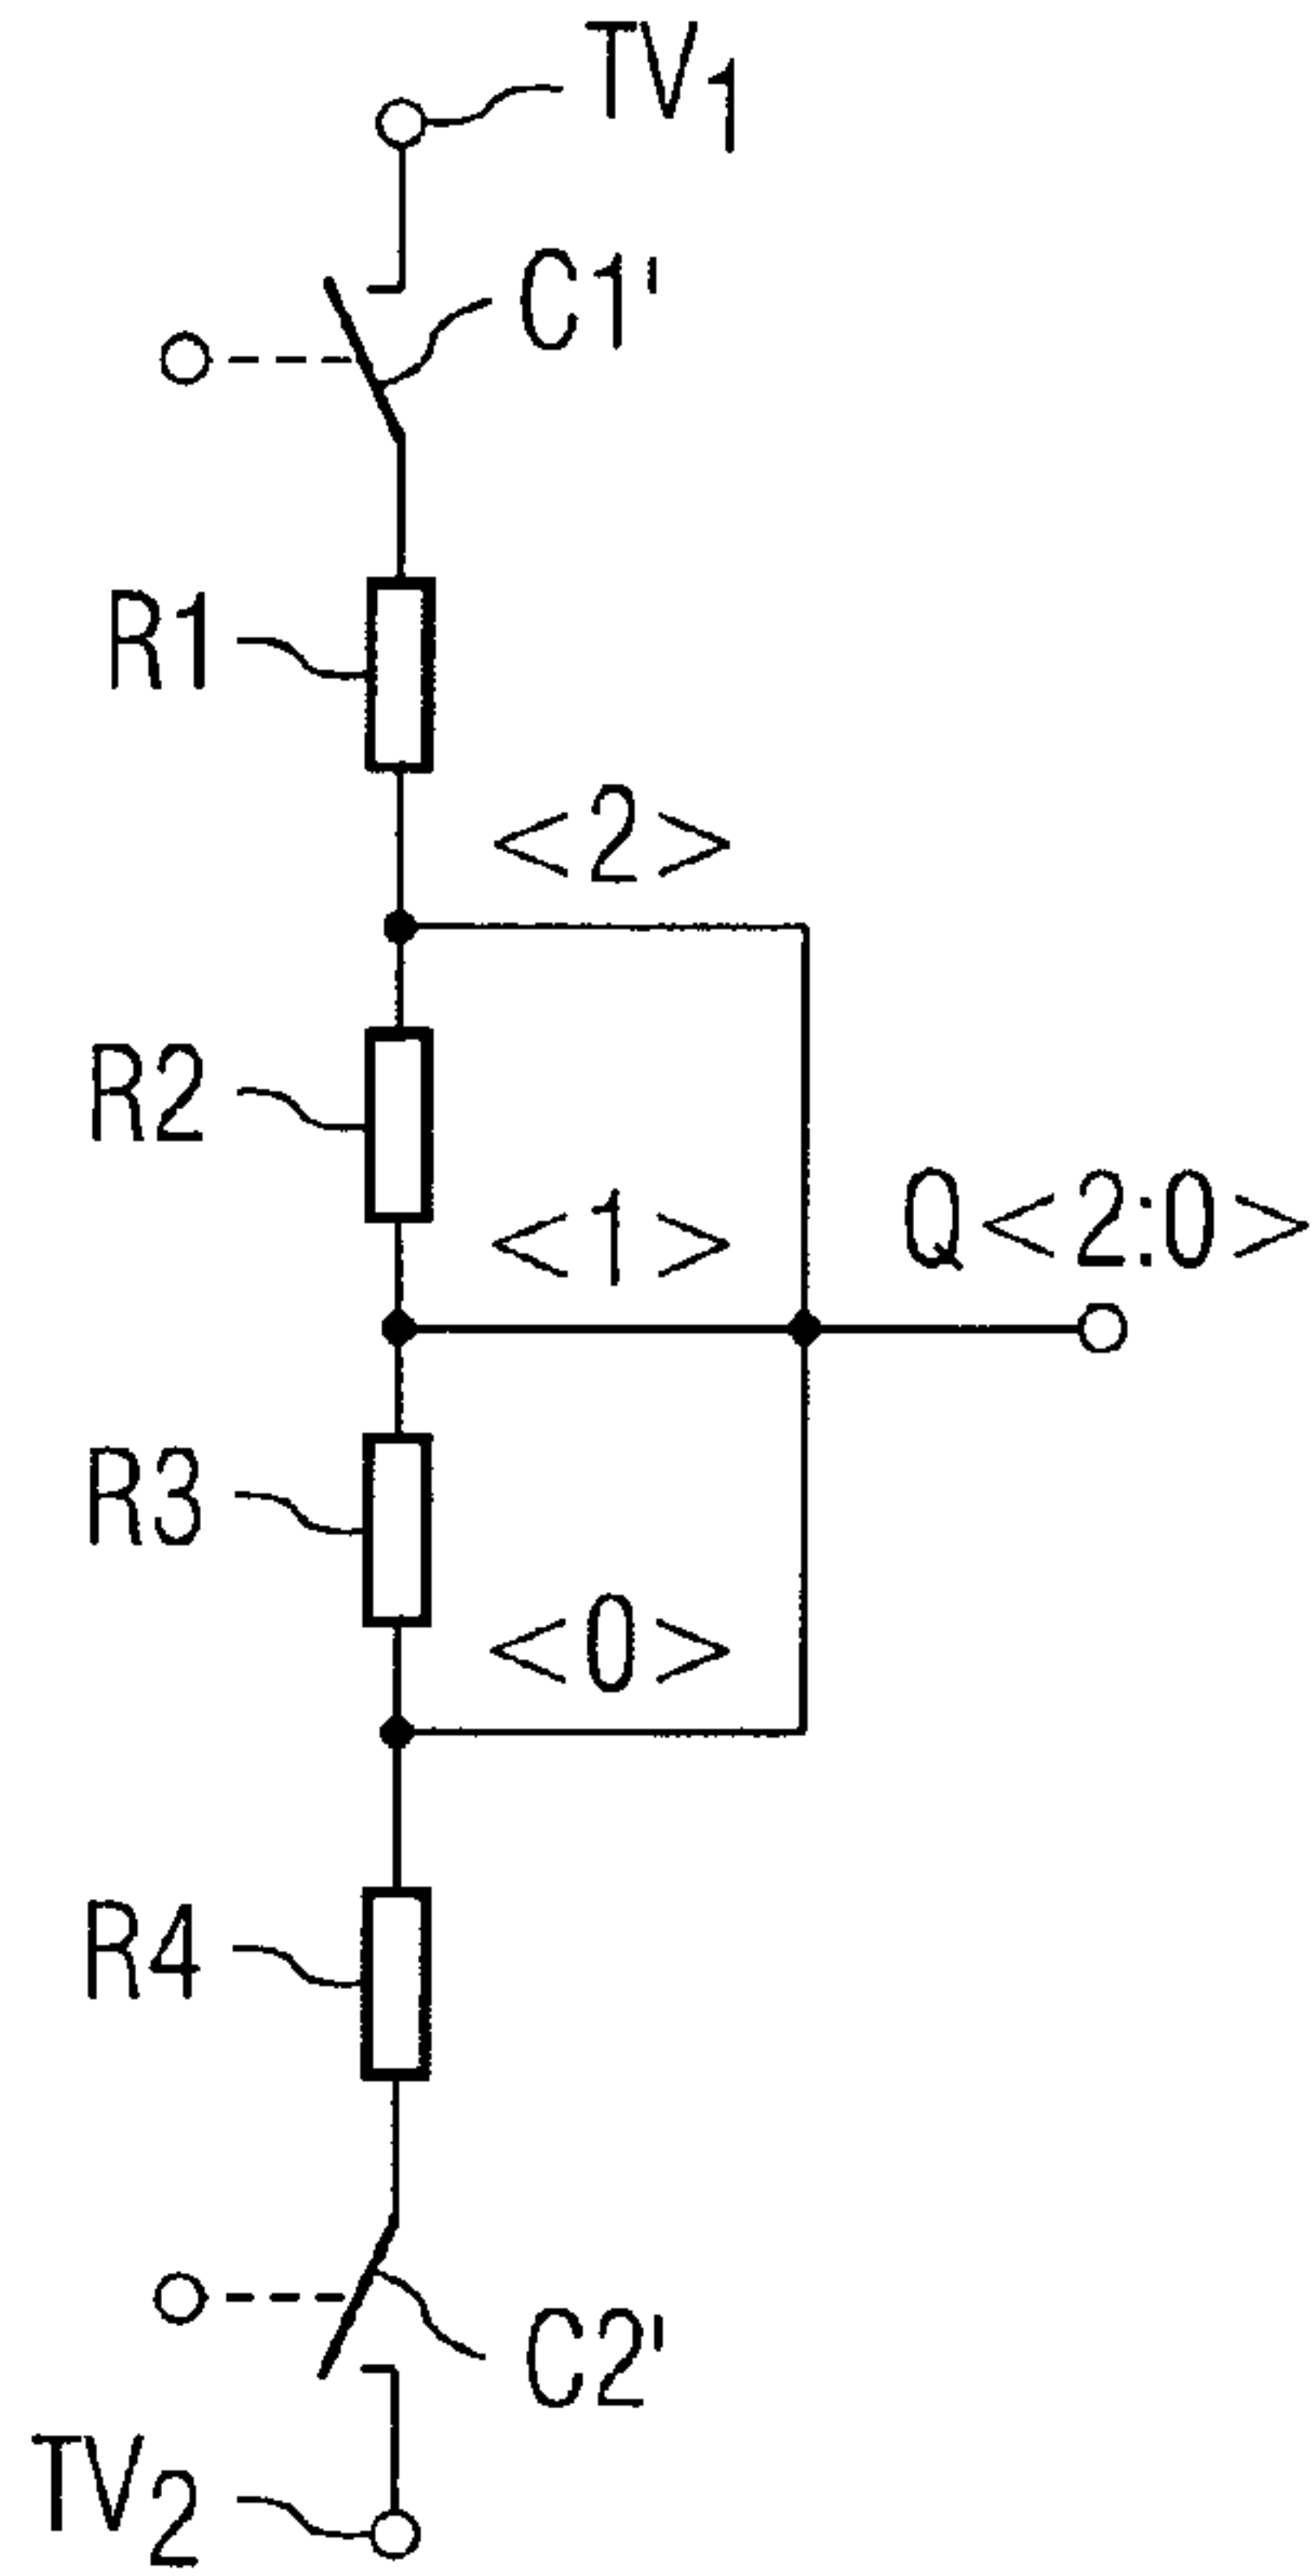 TV1
C1'
R1
<2>
R2
<1>
Q<2:0>
R3
<0>
R4
C2'
TV2